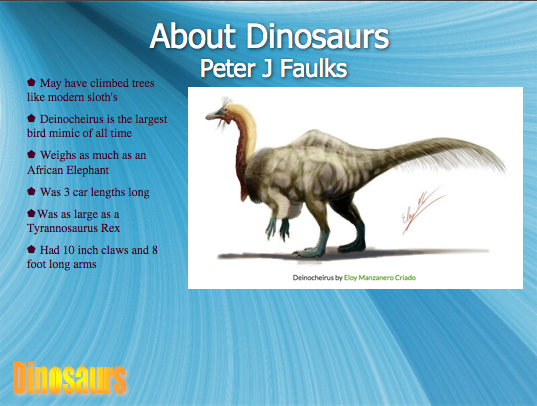 About Dinosaurs
Peter J Faulks
May have climbed trees
like modern sloth's
Deinocheirus is the largest
bird mimic of all time
Weighs as much as an
African Elephant
Was 3 car lengths long
Was as large as a
Tyrannosaurus Rex
Had 10 inch claws and 8
foot long arms
Deinocheirus by Eloy Manzanero Criado
Dinosaurs